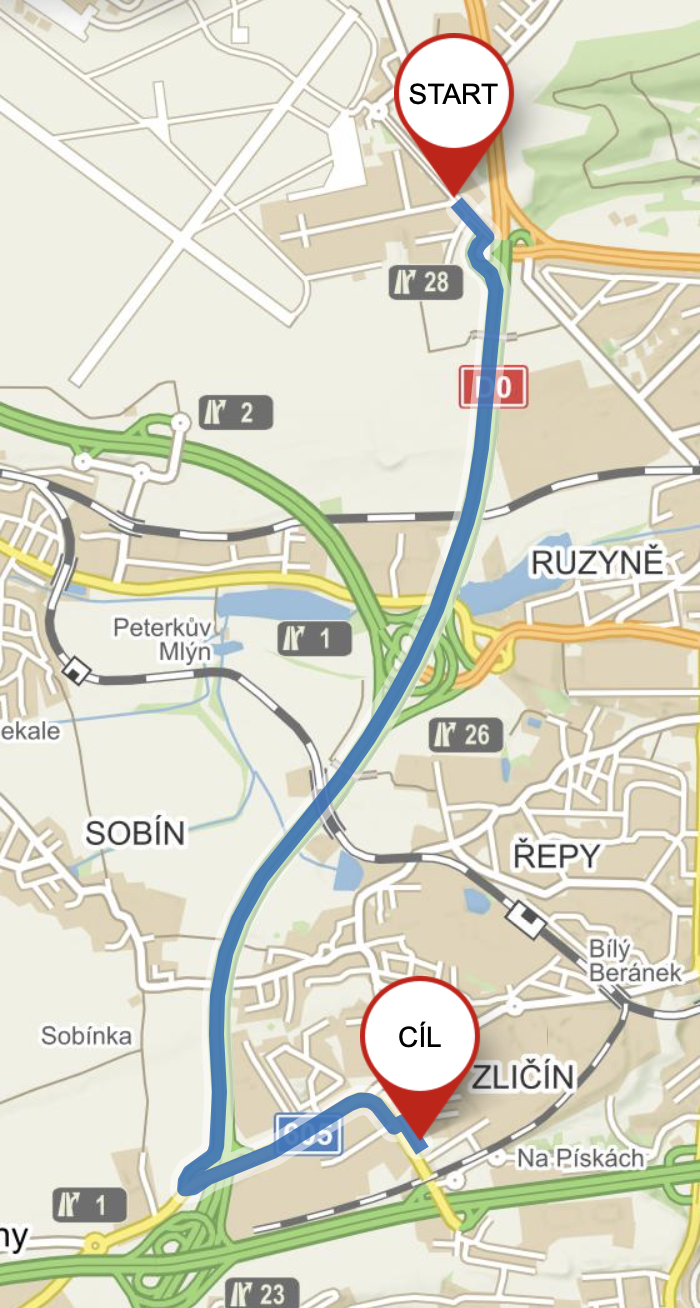 START
28
D0
2
RUZYNĚ
Peterkův
Mlýn
1
ekale
26
SOBÍN
ŘEPY
Bílý
Beránek
Sobínka
CÍL
ZLIČÍN
605
Na Pískách
1
ny
23